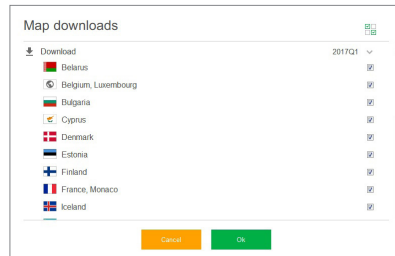 Map downloads
Download 2017Q1
Belarus
Belgium, Luxembourg
Bulgaria
Cyprus
Denmark
Estonia
Finland
France, Monaco
Iceland
Cancel Ok